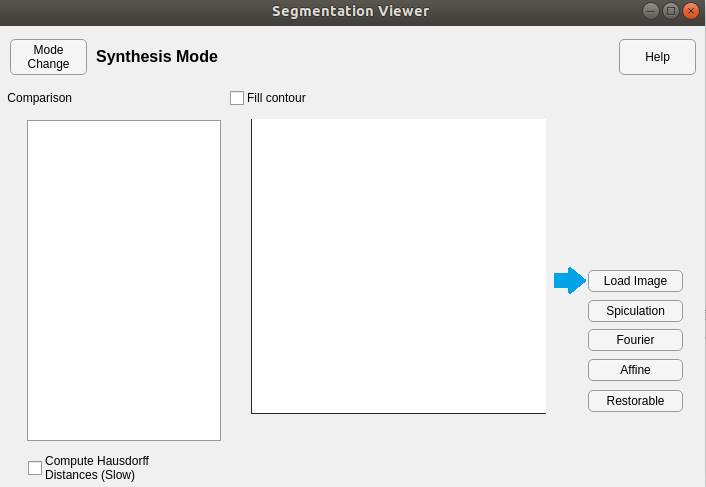 Segmentation Viewer
Mode
Change
Synthesis Mode
Help
Comparison
Fill contour
Load Image
Spiculation
Fourier
Affine
Restorable
Compute Hausdorff
Distances (Slow)